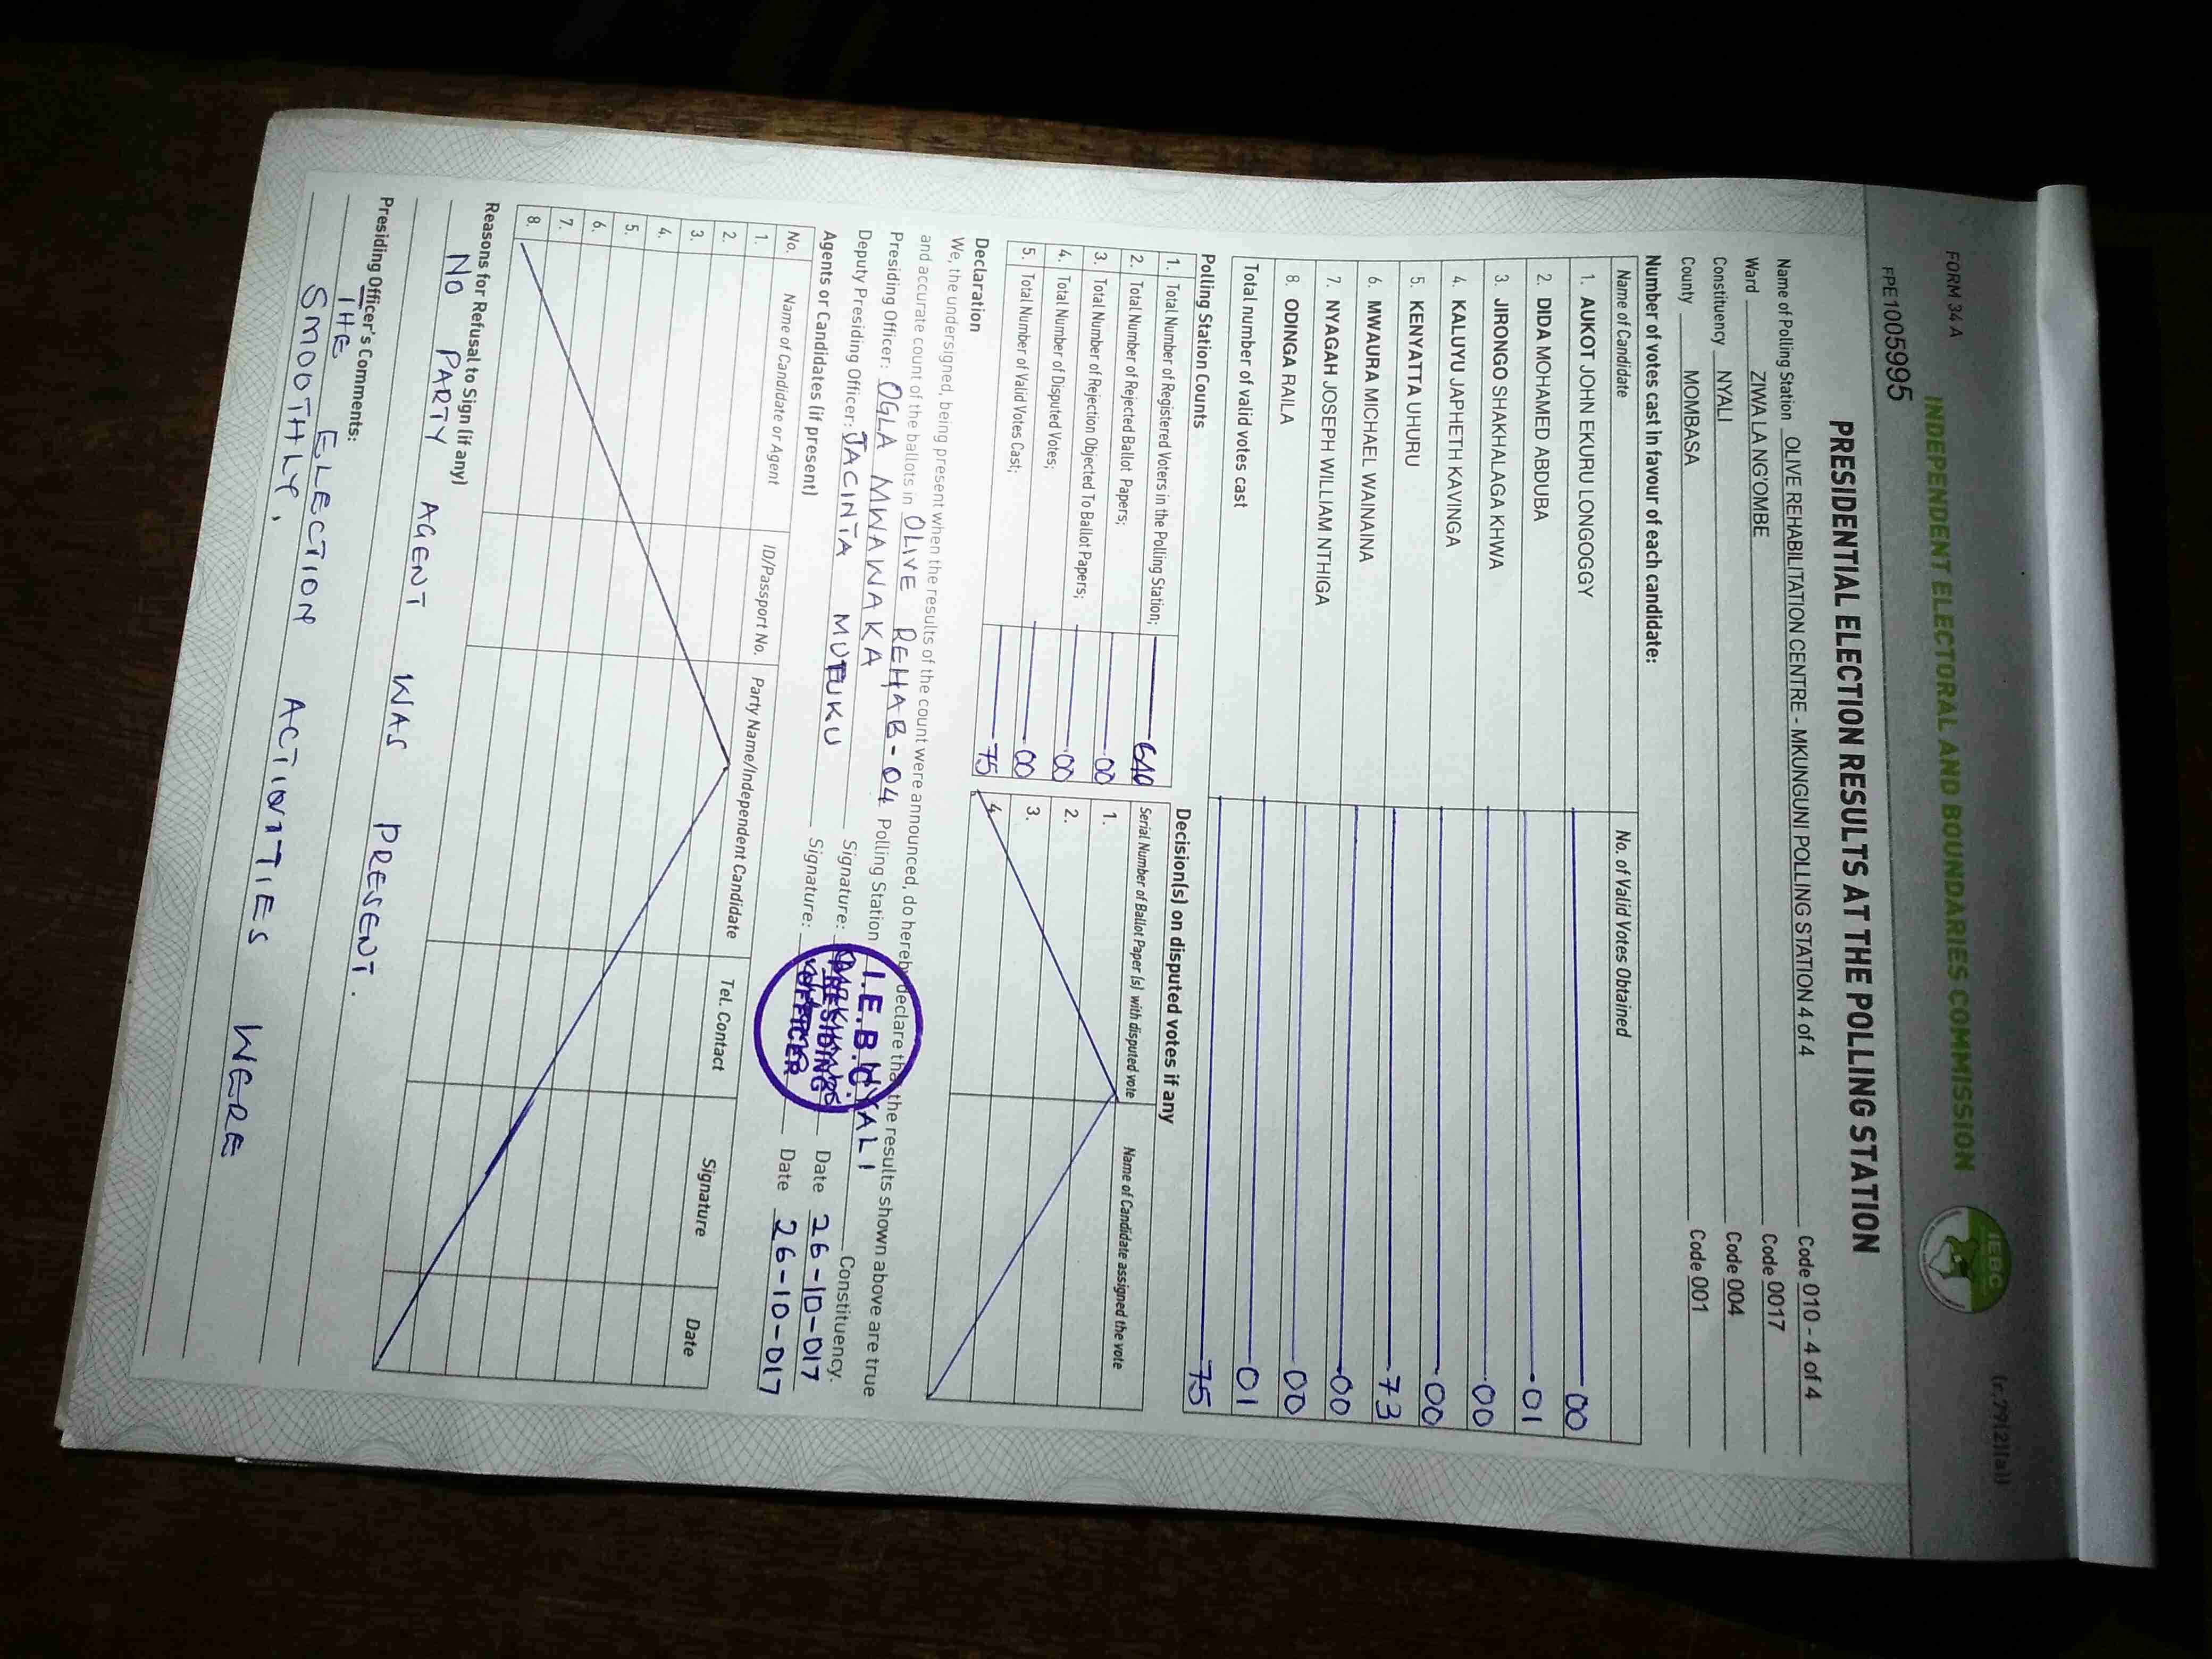 FORM 34 A
(r.79(2)(a))
INDEPENDENT ELECTORAL AND BOUNDARIES COMMISSION
IEBC
FPE1005995
PRESIDENTIAL ELECTION RESULTS AT THE POLLING STATION
Name of Polling Station OLIVE REHABILITATION CENTRE - MKUNGUNI POLLING STATION 4 of 4 Code 010 - 4 of 4
Ward ZIWA LA NG'OMBE Code 0017
Constituency NYALI Code 004
County MOMBASA Code 001
Number of votes cast in favour of each candidate:
Name of Candidate No. of Valid Votes Obtained
1. AUKOT JOHN EKURU LONGOGGY 00
2. DIDA MOHAMED ABDUBA 01
3. JIRONGO SHAKHALAGA KHWA 00
4. KALUYU JAPHETH KAVINGA 00
5. KENYATTA UHURU 73
6. MWAURA MICHAEL WAINAINA 00
7. NYAGAH JOSEPH WILLIAM NTHIGA 00
8. ODINGA RAILA 01
Total number of valid votes cast 75
Polling Station Counts
1. Total Number of Registered Voters in the Polling Station; 640
2. Total Number of Rejected Ballot Papers; 00
3. Total Number of Rejection Objected To Ballot Papers; 00
4. Total Number of Disputed Votes; 00
5. Total Number of Valid Votes Cast; 75
Decision(s) on disputed votes if any
Serial Number of Ballot Paper (s) with disputed vote Name of Candidate assigned the vote
1.
2.
3.
4.
Declaration
We, the undersigned, being present when the results of the count were announced, do hereby declare that the results shown above are true
and accurate count of the ballots in OLIVE REHAB - 04 Polling Station NYALI Constituency.
Presiding Officer: OGLA MWAWAKA Signature: Date 26-10-017
Deputy Presiding Officer: JACINTA MUTUKU Signature: Date 26-10-017
I.E.B.C.
PRESIDING
OFFICER
Agents or Candidates (if present)
No. Name of Candidate or Agent ID/Passport No. Party Name/Independent Candidate Tel. Contact Signature Date
1.
2.
3.
4.
5.
6.
7.
8.
Reasons for Refusal to Sign (if any)
NO PARTY AGENT WAS PRESENT.
Presiding Officer's Comments:
THE ELECTION ACTIVITIES WERE
SMOOTHLY.